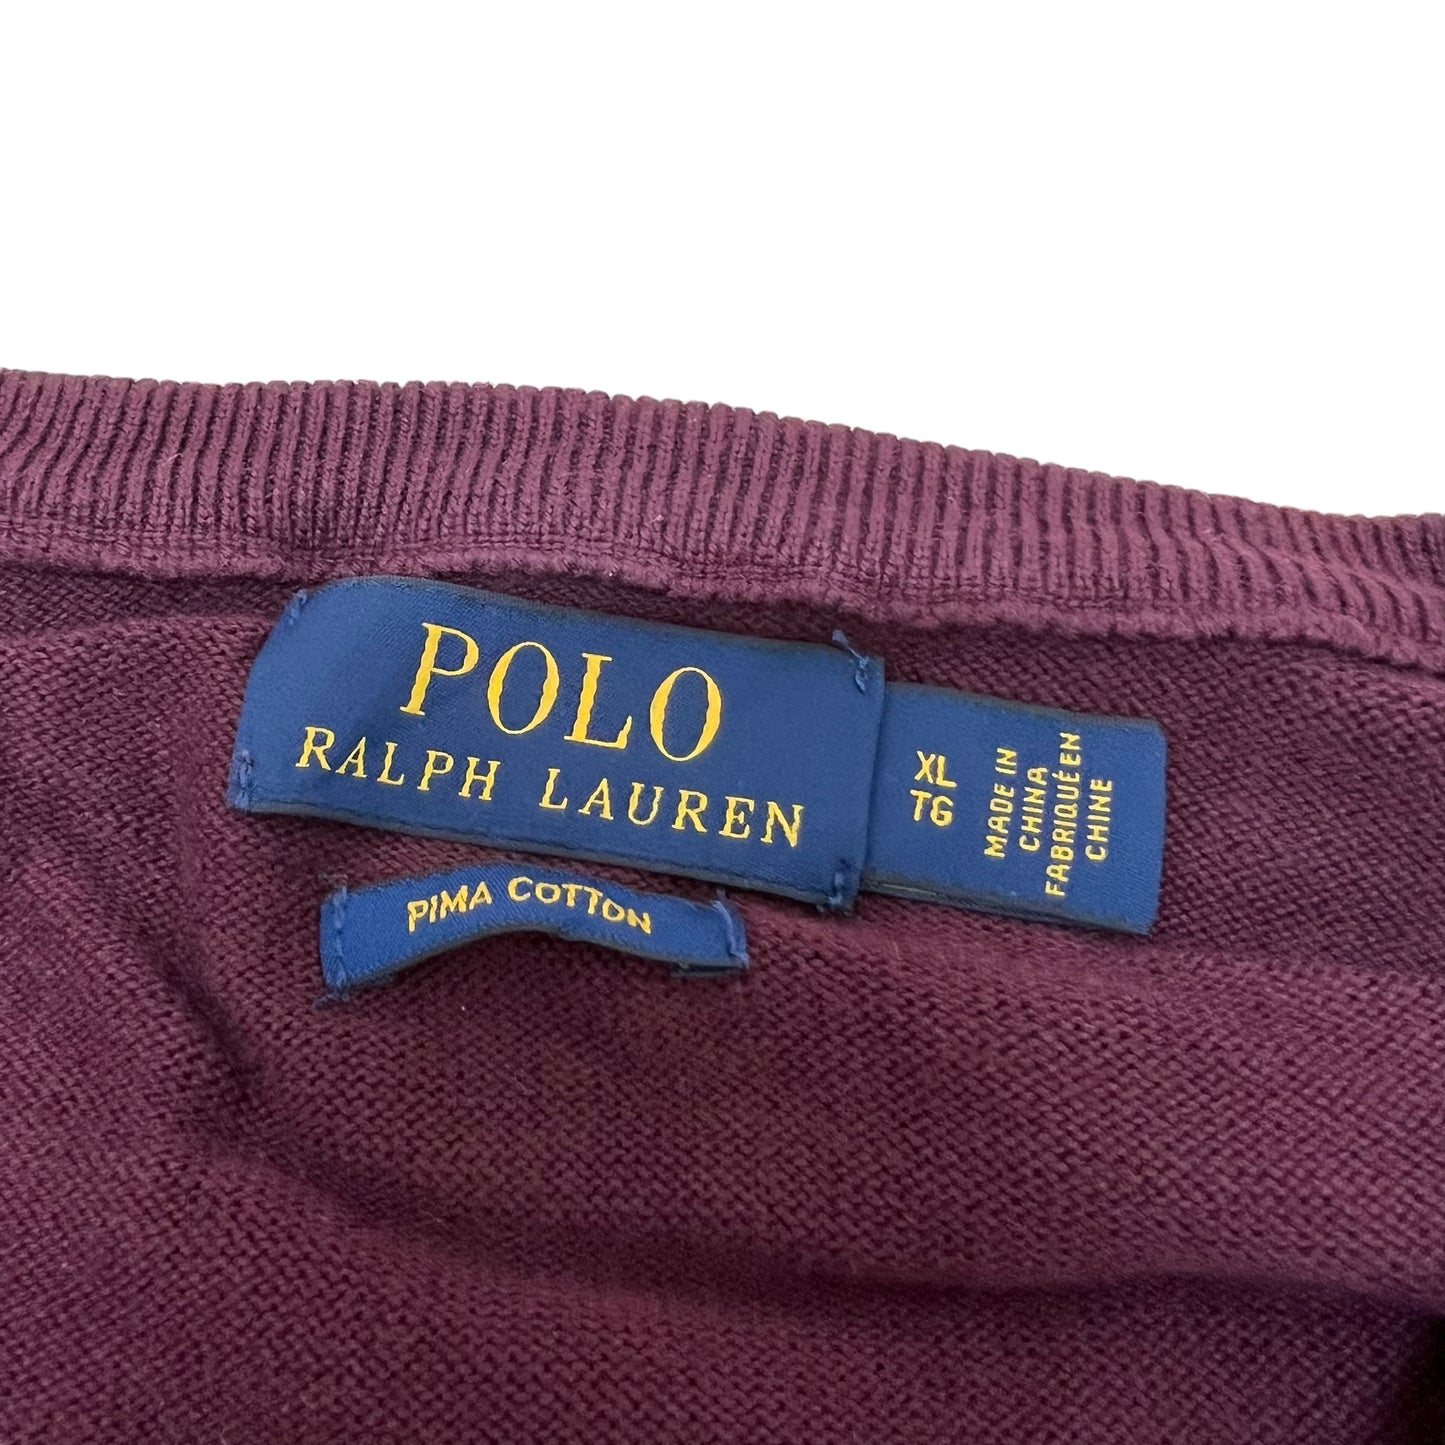 POLO
RALPH LAUREN
XL
TG
MADE IN
CHINA
FABRIQUÉ EN
CHINE
PIMA COTTON